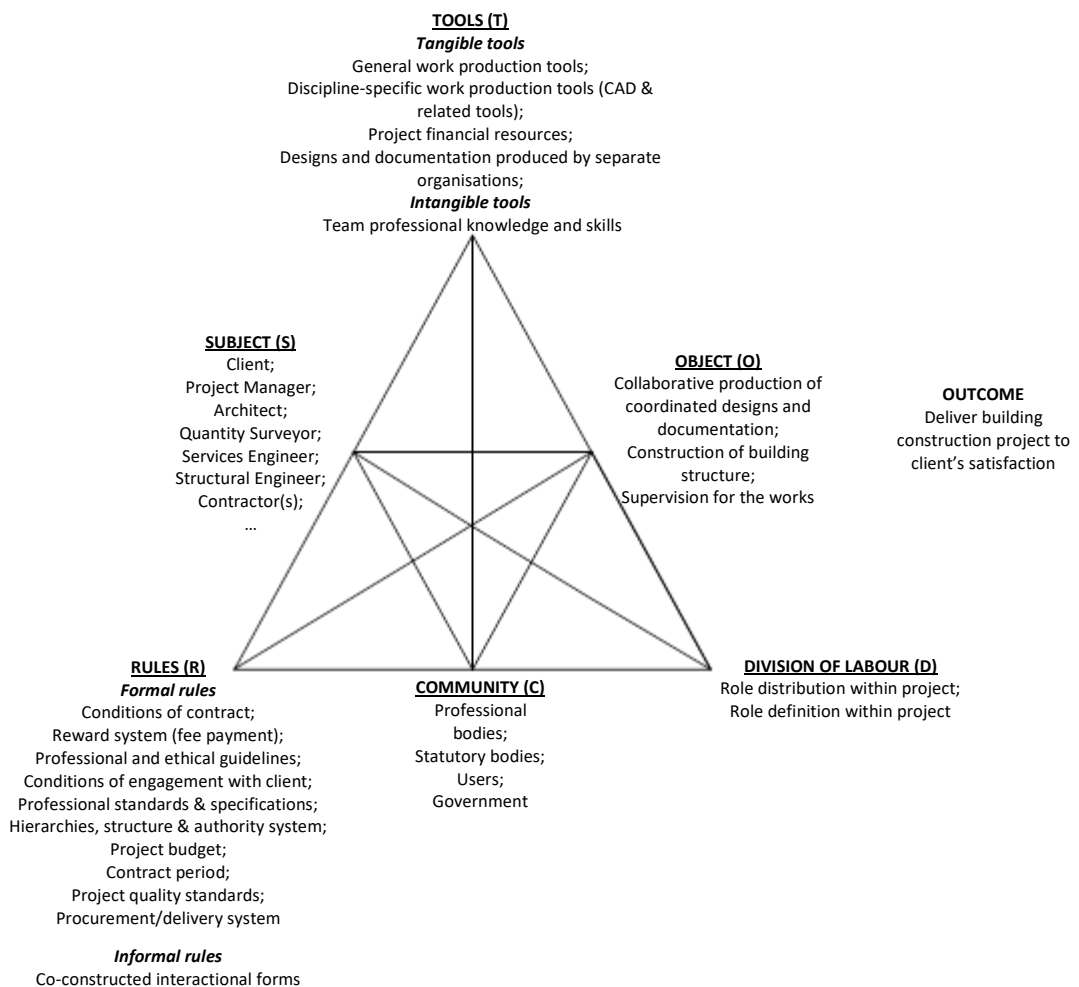 TOOLS (T)
Tangible tools
General work production tools;
Discipline-specific work production tools (CAD &
related tools);
Project financial resources;
Designs and documentation produced by separate
organisations;
Intangible tools
Team professional knowledge and skills
SUBJECT (S)
Client;
Project Manager;
Architect;
Quantity Surveyor;
Services Engineer;
Structural Engineer;
Contractor(s);
...
OBJECT (O)
Collaborative production of
coordinated designs and
documentation;
Construction of building
structure;
Supervision for the works
OUTCOME
Deliver building
construction project to
client’s satisfaction
RULES (R)
Formal rules
Conditions of contract;
Reward system (fee payment);
Professional and ethical guidelines;
Conditions of engagement with client;
Professional standards & specifications;
Hierarchies, structure & authority system;
Project budget;
Contract period;
Project quality standards;
Procurement/delivery system
Informal rules
Co-constructed interactional forms
COMMUNITY (C)
Professional
bodies;
Statutory bodies;
Users;
Government
DIVISION OF LABOUR (D)
Role distribution within project;
Role definition within project